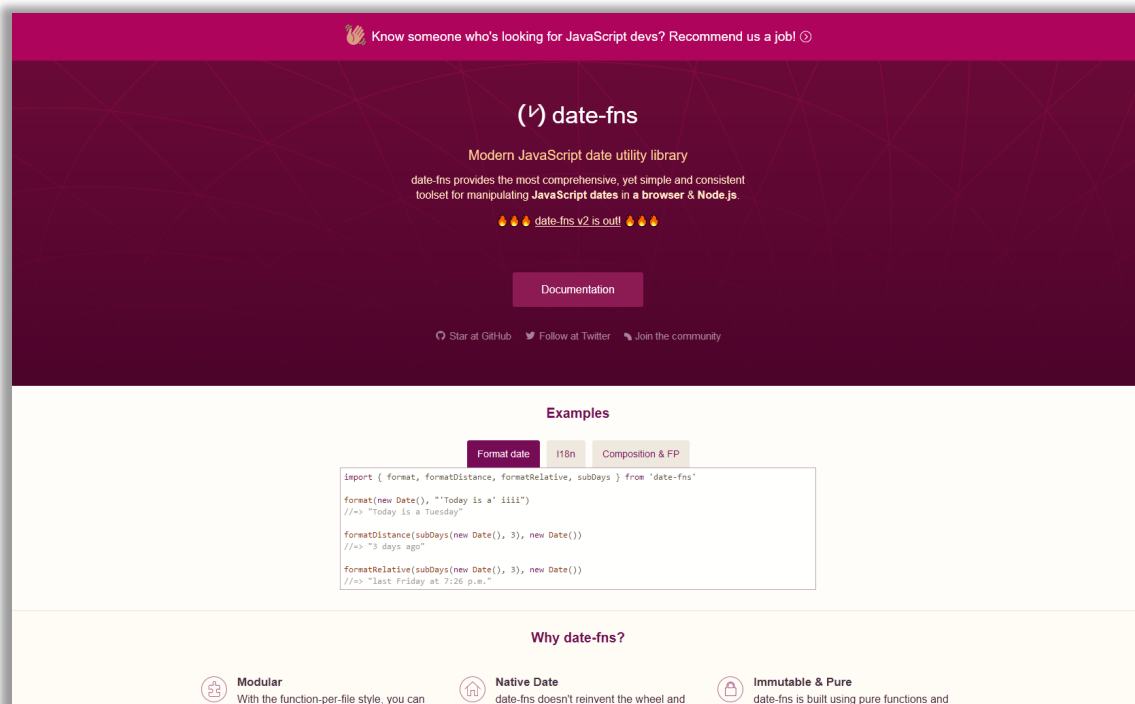 Know someone who's looking for JavaScript devs? Recommend us a job!
date-fns
Modern JavaScript date utility library
date-fns provides the most comprehensive, yet simple and consistent
toolset for manipulating JavaScript dates in a browser & Node.js.
🔥🔥🔥 date-fns v2 is out! 🔥🔥🔥
Documentation
Star at GitHub Follow at Twitter Join the community
Examples
Format date I18n Composition & FP
import { format, formatDistance, formatRelative, subDays } from 'date-fns'
format(new Date(), "'Today is a' iiii")
//=> "Today is a Tuesday"
formatDistance(subDays(new Date(), 3), new Date())
//=> "3 days ago"
formatRelative(subDays(new Date(), 3), new Date())
//=> "last Friday at 7:26 p.m."
Why date-fns?
Modular Native Date Immutable & Pure
With the function-per-file style, you can date-fns doesn't reinvent the wheel and date-fns is built using pure functions and